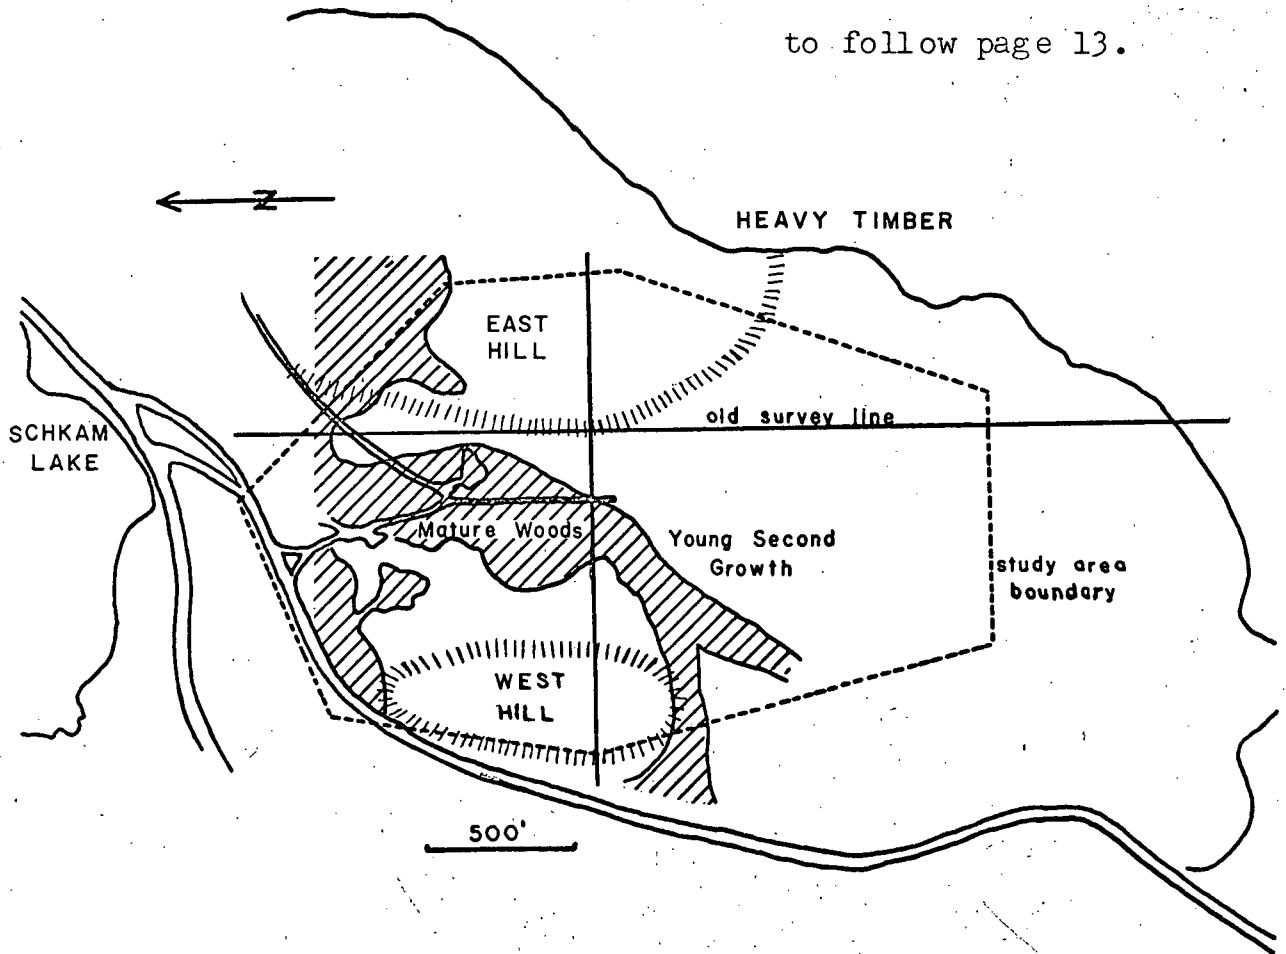 to follow page 13.
N
HEAVY TIMBER
EAST
HILL
old survey line
SCHKAM
LAKE
Mature Woods
Young Second
Growth
study area
boundary
WEST
HILL
500'